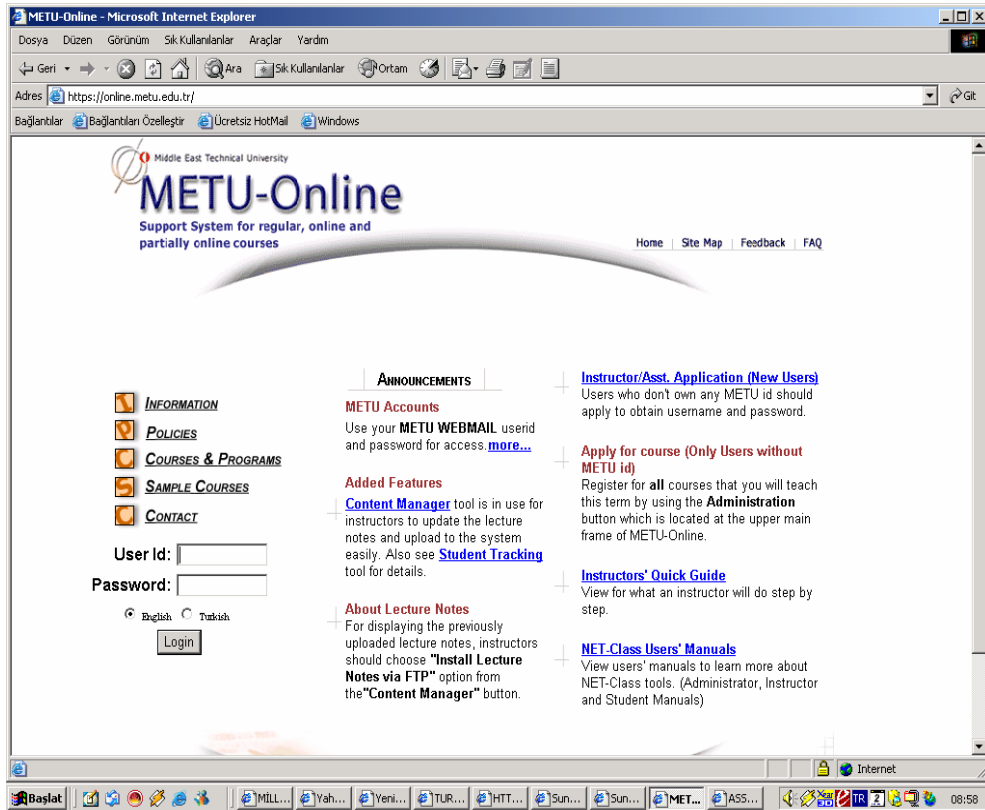 METU-Online - Microsoft Internet Explorer
Dosya Düzen Görünüm Sık Kullanılanlar Araçlar Yardım
Geri Ara Sık Kullanılanlar Ortam
Adres https://online.metu.edu.tr/ Git
Bağlantılar Bağlantıları Özelleştir Ücretsiz HotMail Windows
Middle East Technical University
METU-Online
Support System for regular, online and
partially online courses
Home Site Map Feedback FAQ
INFORMATION
POLICIES
COURSES & PROGRAMS
SAMPLE COURSES
CONTACT
User Id:
Password:
English Turkish
Login
ANNOUNCEMENTS
METU Accounts
Use your METU WEBMAIL userid
and password for access.more...
Added Features
Content Manager tool is in use for
instructors to update the lecture
notes and upload to the system
easily. Also see Student Tracking
tool for details.
About Lecture Notes
For displaying the previously
uploaded lecture notes, instructors
should choose "Install Lecture
Notes via FTP" option from
the"Content Manager" button.
Instructor/Asst. Application (New Users)
Users who don't own any METU id should
apply to obtain username and password.
Apply for course (Only Users without
METU id)
Register for all courses that you will teach
this term by using the Administration
button which is located at the upper main
frame of METU-Online.
Instructors' Quick Guide
View for what an instructor will do step by
step.
NET-Class Users' Manuals
View users' manuals to learn more about
NET-Class tools. (Administrator, Instructor
and Student Manuals)
Internet
Başlat MİLL... Yah... Yeni... TUR... HTT... Sun... Sun... MET... ASS... TR 08:58